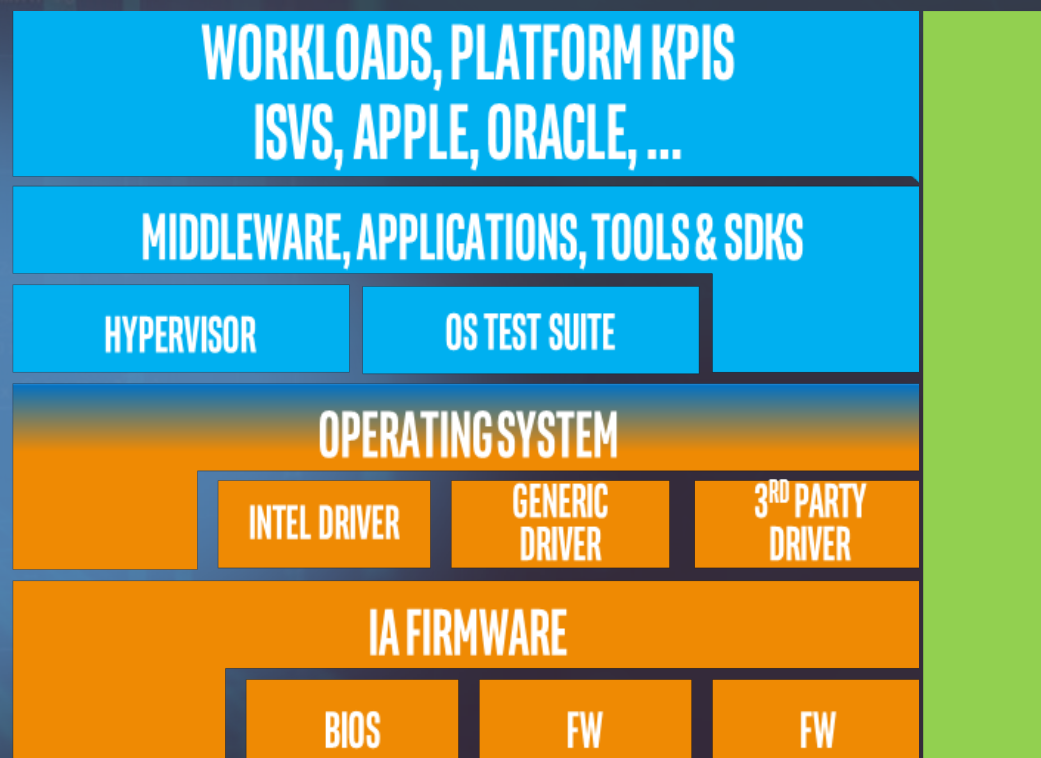 WORKLOADS, PLATFORM KPIS
ISVS, APPLE, ORACLE, ...
MIDDLEWARE, APPLICATIONS, TOOLS & SDKS
HYPERVISOR
OS TEST SUITE
OPERATING SYSTEM
INTEL DRIVER
GENERIC
DRIVER
3RD PARTY
DRIVER
IA FIRMWARE
BIOS
FW
FW